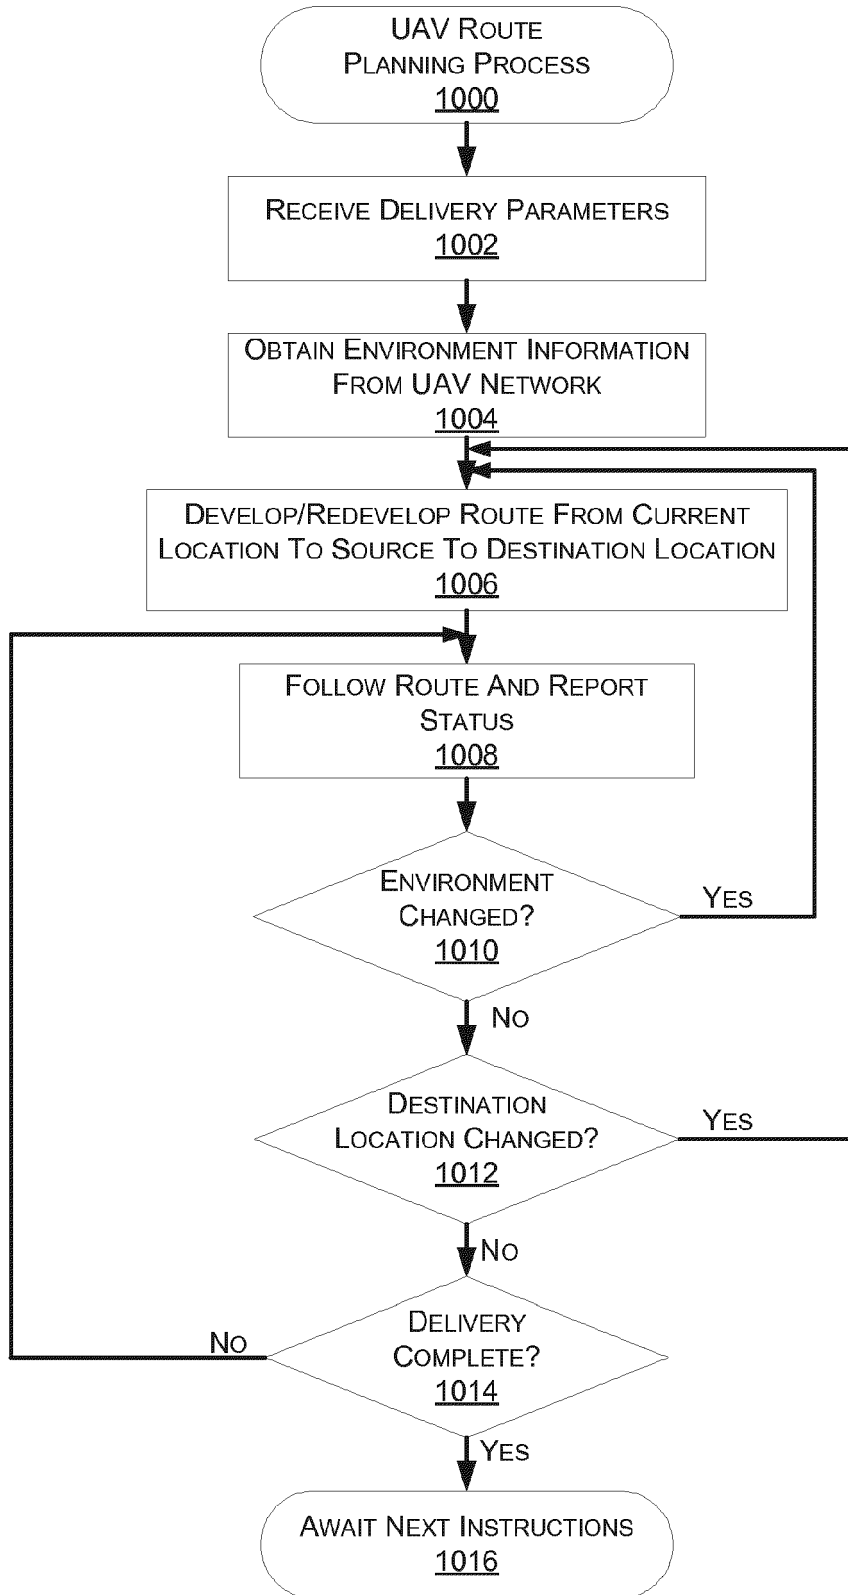 UAV ROUTE
PLANNING PROCESS
1000
RECEIVE DELIVERY PARAMETERS
1002
OBTAIN ENVIRONMENT INFORMATION
FROM UAV NETWORK
1004
DEVELOP/REDEVELOP ROUTE FROM CURRENT
LOCATION TO SOURCE TO DESTINATION LOCATION
1006
FOLLOW ROUTE AND REPORT
STATUS
1008
ENVIRONMENT
CHANGED?
1010
YES
NO
DESTINATION
LOCATION CHANGED?
1012
YES
NO
DELIVERY
COMPLETE?
1014
NO
YES
AWAIT NEXT INSTRUCTIONS
1016